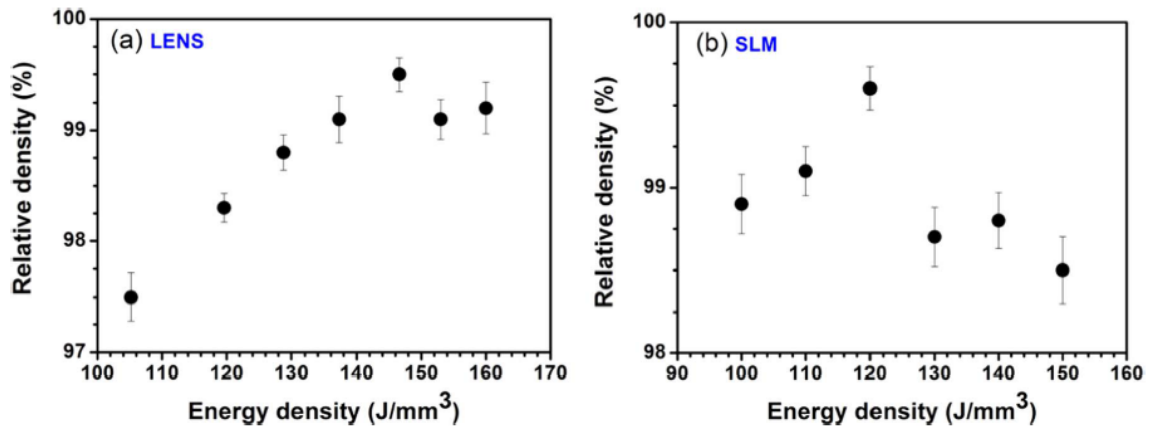 (a) LENS
Relative density (%)
100
99
98
97
100 110 120 130 140 150 160 170
Energy density (J/mm³)
(b) SLM
Relative density (%)
100
99
98
90 100 110 120 130 140 150 160
Energy density (J/mm³)